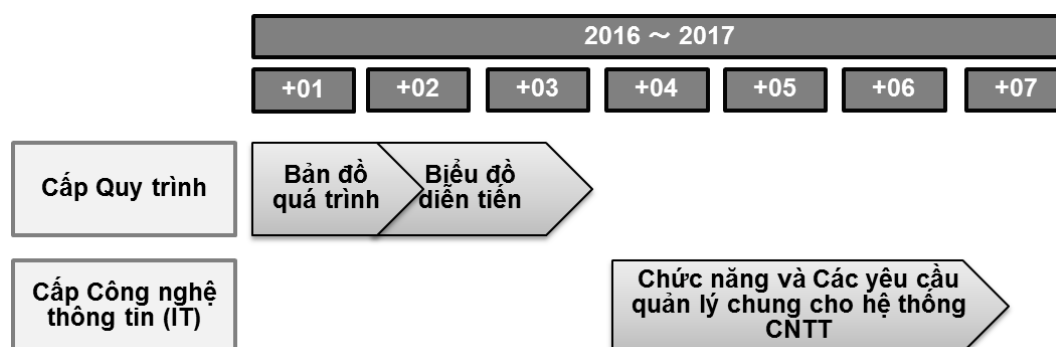 2016 ～ 2017
+01 +02 +03 +04 +05 +06 +07
Cấp Quy trình
Bản đồ
quá trình
Biểu đồ
diễn tiến
Cấp Công nghệ
thông tin (IT)
Chức năng và Các yêu cầu
quản lý chung cho hệ thống
CNTT